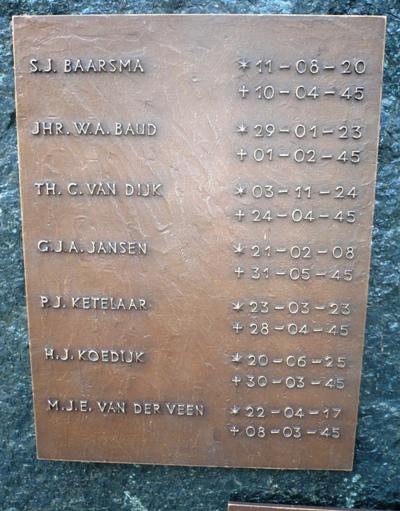 S.J. BAARSMA * 11-08-20
+ 10-04-45
JHR. W.A. BAUD * 29-01-23
+ 01-02-45
TH. C. VAN DIJK * 03-11-24
+ 24-04-45
G.J.A. JANSEN * 21-02-08
+ 31-05-45
P.J. KETELAAR * 23-03-23
+ 28-04-45
H.J. KOEDIJK * 20-06-25
+ 30-03-45
M.J.E. VAN DER VEEN * 22-04-17
+ 08-03-45